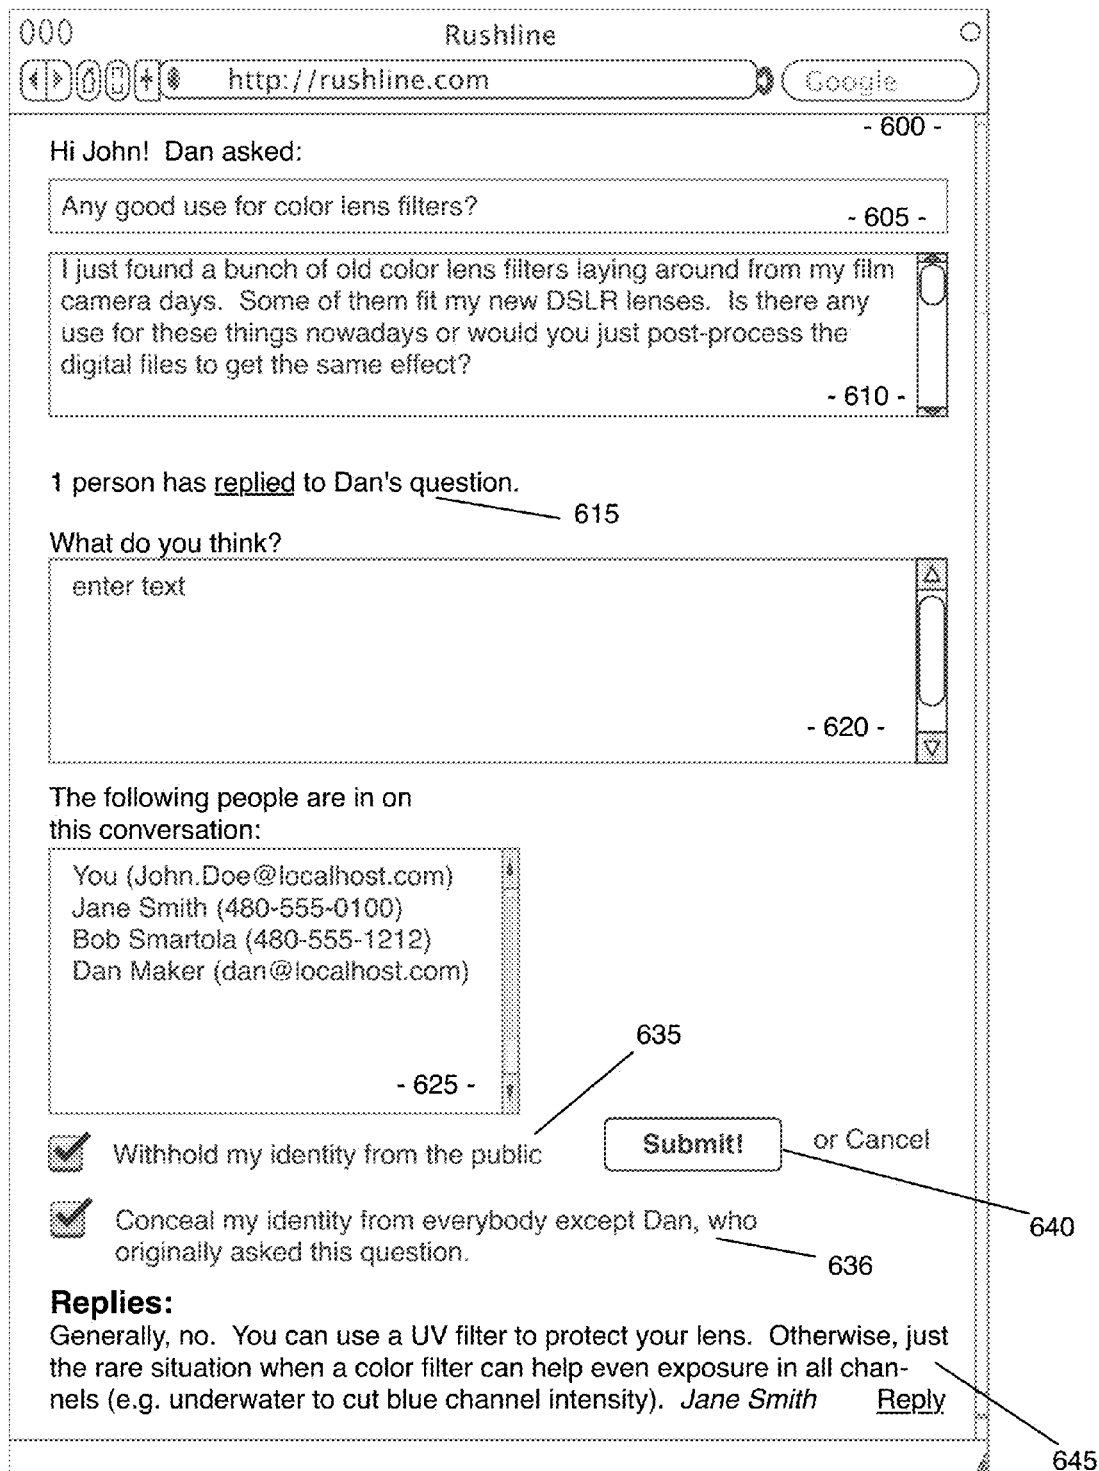 Rushline
http://rushline.com
Google
- 600 -
Hi John! Dan asked:
Any good use for color lens filters?
- 605 -
I just found a bunch of old color lens filters laying around from my film
camera days. Some of them fit my new DSLR lenses. Is there any
use for these things nowadays or would you just post-process the
digital files to get the same effect?
- 610 -
1 person has replied to Dan's question.
615
What do you think?
enter text
- 620 -
The following people are in on
this conversation:
You (John.Doe@localhost.com)
Jane Smith (480-555-0100)
Bob Smartola (480-555-1212)
Dan Maker (dan@localhost.com)
- 625 -
635
Withhold my identity from the public
Submit!
or Cancel
640
Conceal my identity from everybody except Dan, who
originally asked this question.
636
Replies:
Generally, no. You can use a UV filter to protect your lens. Otherwise, just
the rare situation when a color filter can help even exposure in all chan-
nels (e.g. underwater to cut blue channel intensity). Jane Smith Reply
645